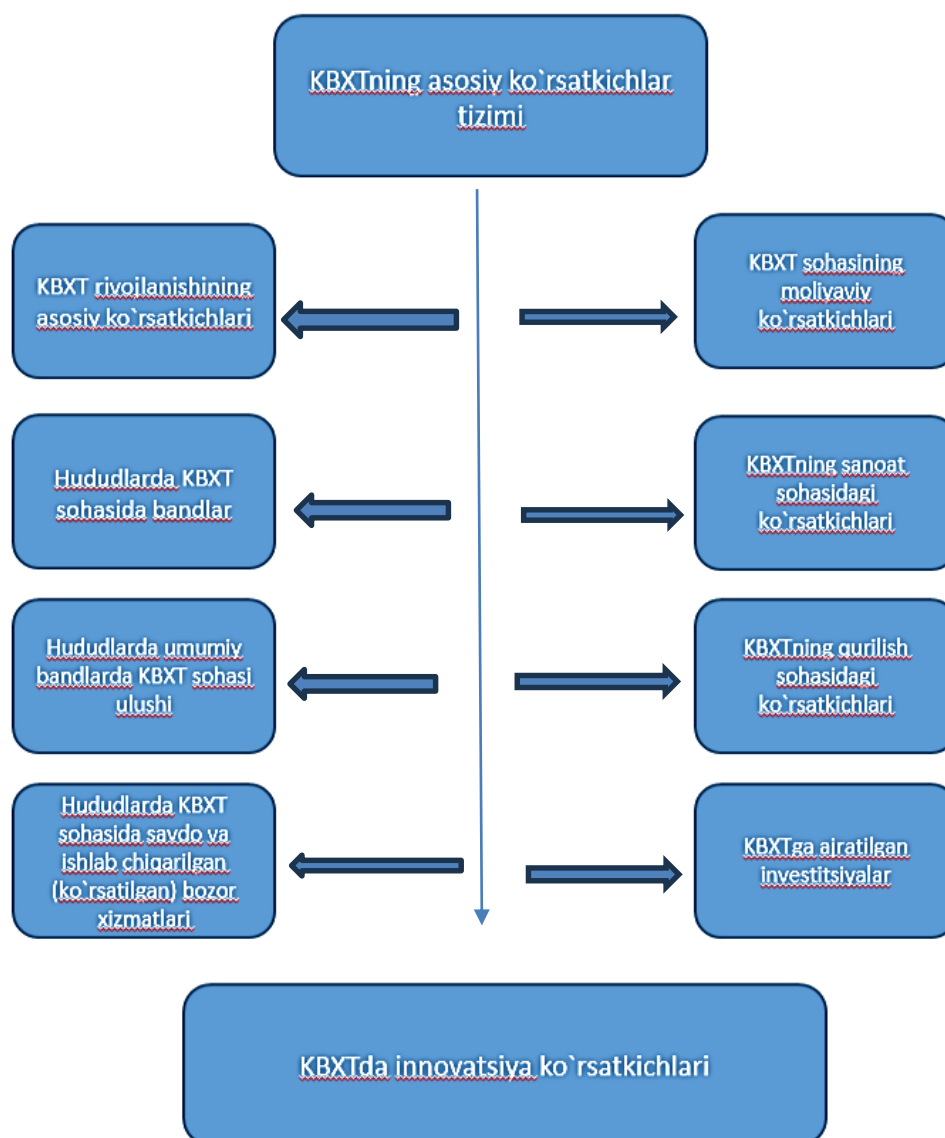 KBXTning asosiy ko`rsatkichlar
tizimi
KBXT rivojlanishining
asosiy ko`rsatkichlari
KBXT sohasining
moliyaviy
ko`rsatkichlari
Hududlarda KBXT
sohasida bandlar
KBXTning sanoat
sohasidagi
ko`rsatkichlari
Hududlarda umumiy
bandlarda KBXT sohasi
ulushi
KBXTning qurilish
sohasidagi
ko`rsatkichlari
Hududlarda KBXT
sohasida savdo va
ishlab chiqarilgan
(ko`rsatilgan) bozor
xizmatlari
KBXTga ajratilgan
investitsiyalar
KBXTda innovatsiya ko`rsatkichlari